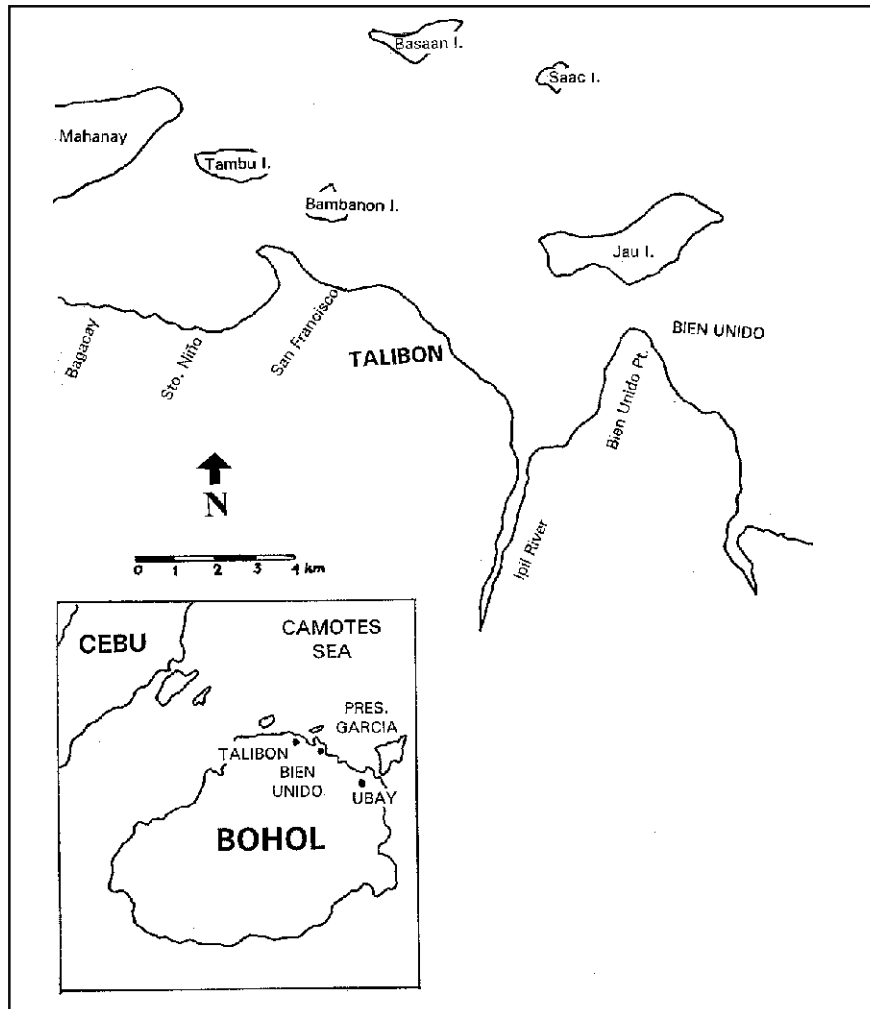 Basaan I.
Saac I.
Mahanay
Tambu I.
Bambanon I.
Jau I.
BIEN UNIDO
Bagacay
Sto. Niño
San Francisco
TALIBON
Bien Unido Pt.
Ipil River
N
0 1 2 3 4 km
CEBU
CAMOTES
SEA
PRES.
GARCIA
TALIBON
BIEN
UNIDO
UBAY
BOHOL